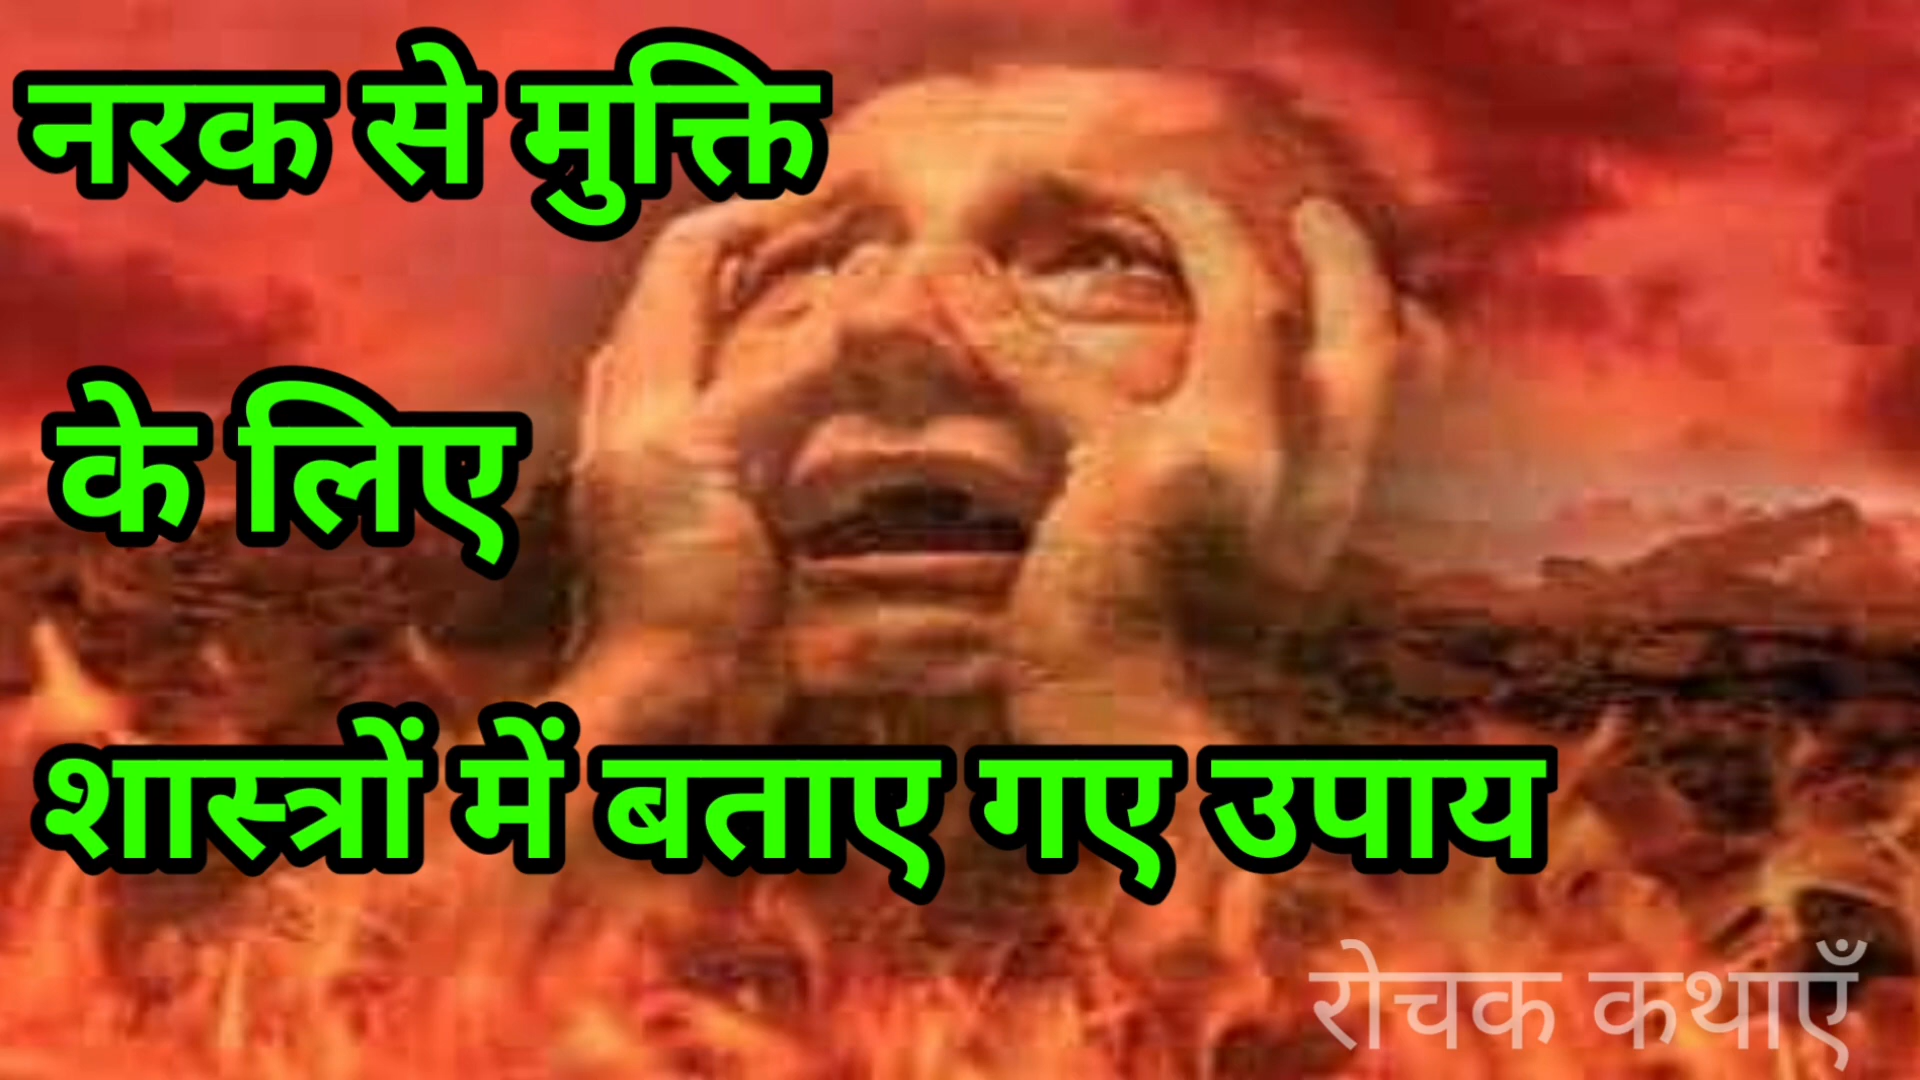 नरक से मुक्ति
के लिए
शास्त्रों में बताए गए उपाय
रोचक कथाएँ